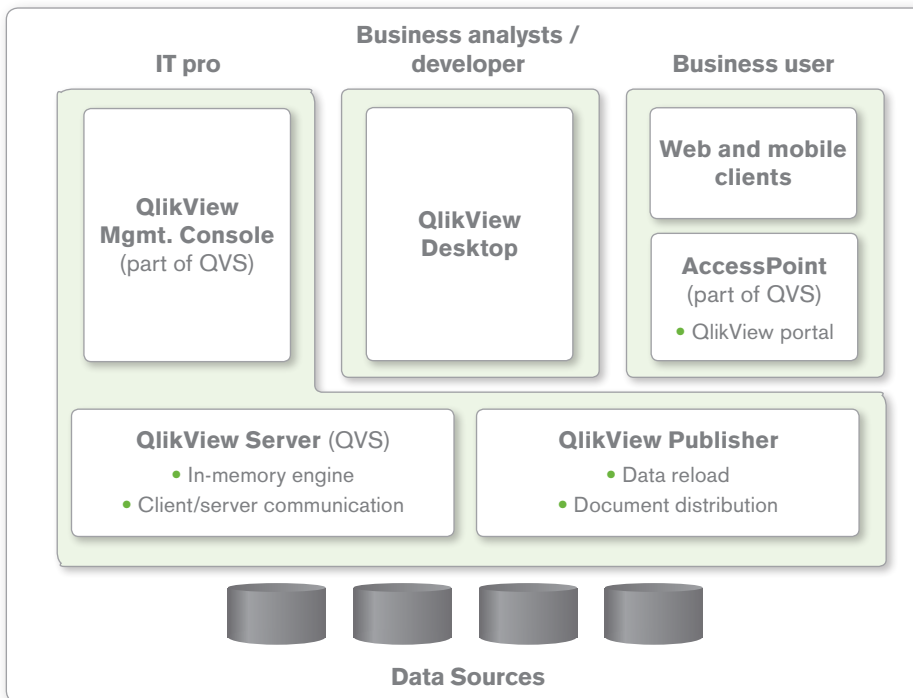 IT pro
Business analysts /
developer
Business user
QlikView
Mgmt. Console
(part of QVS)
QlikView
Desktop
Web and mobile
clients
AccessPoint
(part of QVS)
• QlikView portal
QlikView Server (QVS)
• In-memory engine
• Client/server communication
QlikView Publisher
• Data reload
• Document distribution
Data Sources